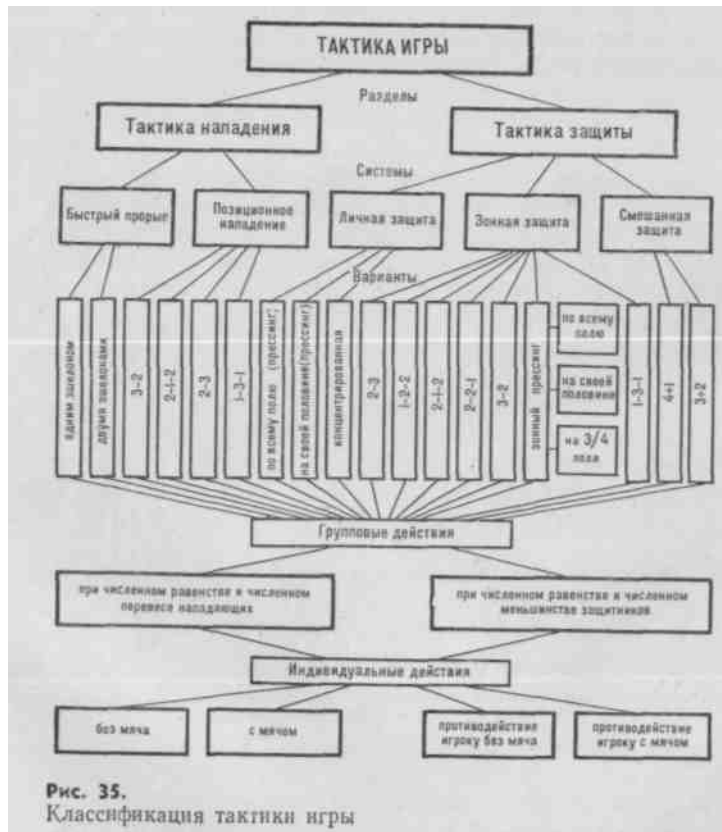 ТАКТИКА ИГРЫ
Разделы
Тактика нападения
Тактика защиты
Системы
Быстрый прорыв
Позиционное
нападение
Личная защита
Зонная защита
Смешанная
защита
Варианты
одним эшелоном
двумя эшелонами
3-2
2-1-2
2-3
1-3-1
по всему полю (прессинг)
на своей половине(прессинг)
концентрированная
2-3
1-2-2
2-1-2
2-2-1
3-2
зонный прессинг
по всему
полю
на своей
половине
на 3/4
поля
1-3-1
4+1
3+2
Групповые действия
при численном равенстве и численном
перевесе нападающих
при численном равенстве и численном
меньшинстве защитников
Индивидуальные действия
без мяча
с мячом
противодействие
игроку без мяча
противодействие
игроку с мячом
Рис. 35.
Классификация тактики игры